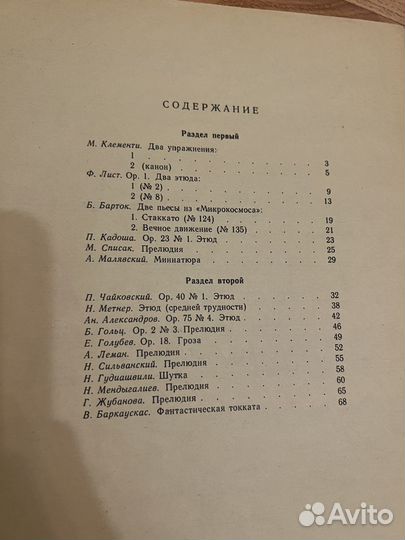 СОДЕРЖАНИЕ
Раздел первый
М. Клементи. Два упражнения:
1 . . . . . . . . . . 3
2 (канон) . . . . . . . . . . 5
Ф. Лист. Ор. 1. Два этюда:
1 (№ 2) . . . . . . . . . . 9
2 (№ 8) . . . . . . . . . . 13
Б. Барток. Две пьесы из «Микрокосмоса»:
1. Стаккато (№ 124) . . . . . . 19
2. Вечное движение (№ 135) . . . . . 21
П. Кадоша. Ор. 23 № 1. Этюд . . . . . . 23
М. Списак. Прелюдия . . . . . . . . 25
А. Малявский. Миниатюра . . . . . . . 29
Раздел второй
П. Чайковский. Ор. 40 № 1. Этюд . . . . . . 32
Н. Метнер. Этюд (средней трудности) . . . . . 38
Ан. Александров. Ор. 75 № 4. Этюд . . . . . 42
Б. Гольц. Ор. 2 № 3. Прелюдия . . . . . . 46
Е. Голубев. Ор. 18. Гроза . . . . . . . 49
А. Леман. Прелюдия . . . . . . . . 52
Н. Сильванский. Прелюдия . . . . . . . 55
Н. Гудиашвили. Шутка . . . . . . . . 58
Н. Мендыгалиев. Прелюдия . . . . . . . 60
Г. Жубанова. Прелюдия . . . . . . . . 65
В. Баркаускас. Фантастическая токката . . . . . 68
Avito